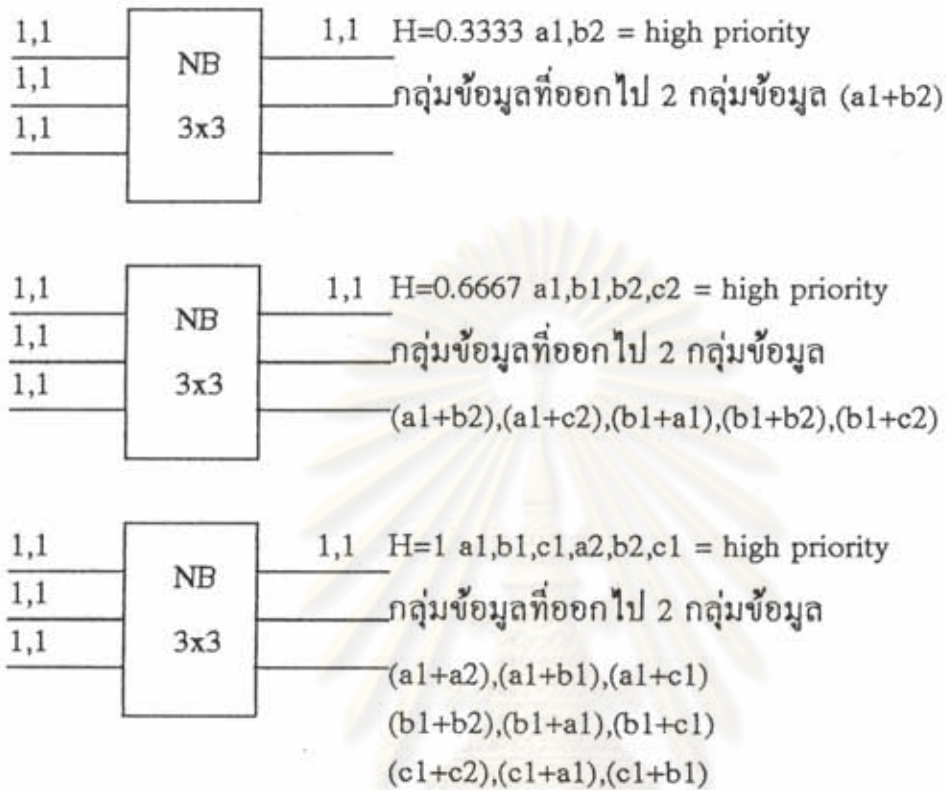 1,1 1,1 H=0.3333 a1,b2 = high priority
NB
1,1
กลุ่มข้อมูลที่ออกไป 2 กลุ่มข้อมูล (a1+b2)
1,1 3x3
1,1 1,1 H=0.6667 a1,b1,b2,c2 = high priority
NB
1,1
กลุ่มข้อมูลที่ออกไป 2 กลุ่มข้อมูล
1,1 3x3
(a1+b2),(a1+c2),(b1+a1),(b1+b2),(b1+c2)
1,1 1,1 H=1 a1,b1,c1,a2,b2,c1 = high priority
NB
1,1
กลุ่มข้อมูลที่ออกไป 2 กลุ่มข้อมูล
1,1 3x3
(a1+a2),(a1+b1),(a1+c1)
(b1+b2),(b1+a1),(b1+c1)
(c1+c2),(c1+a1),(c1+b1)